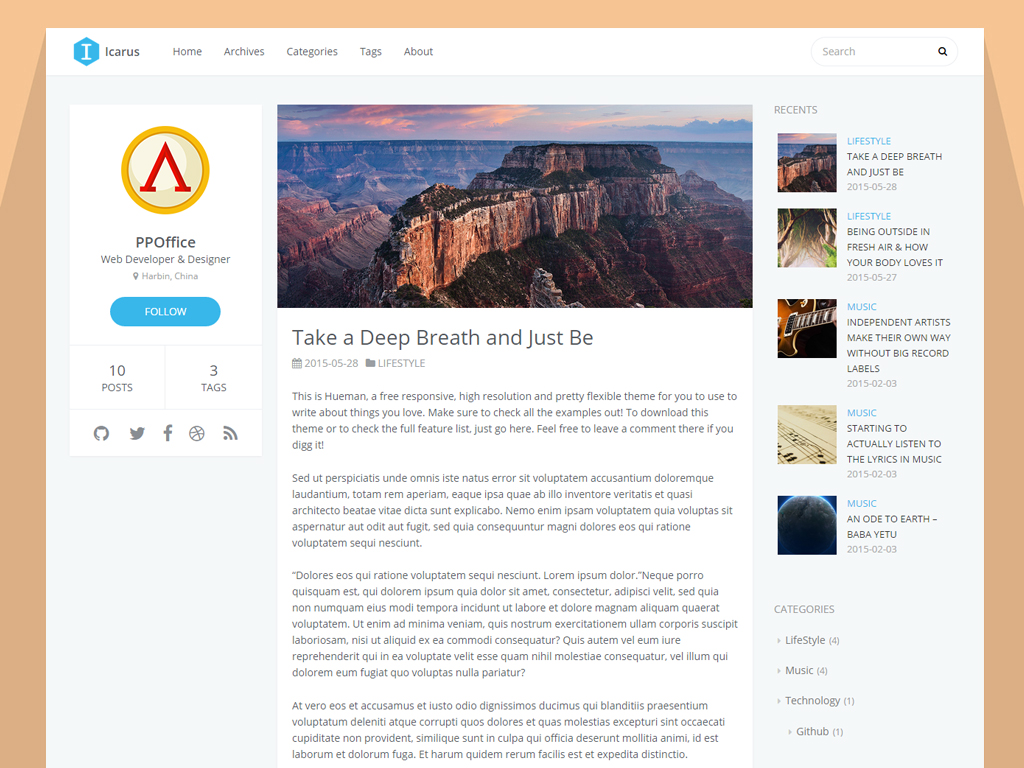 Icarus
Home
Archives
Categories
Tags
About
Search
PPOffice
Web Developer & Designer
Harbin, China
FOLLOW
10
POSTS
3
TAGS
Take a Deep Breath and Just Be
2015-05-28 LIFESTYLE
This is Hueman, a free responsive, high resolution and pretty flexible theme for you to use to
write about things you love. Make sure to check all the examples out! To download this
theme or to check the full feature list, just go here. Feel free to leave a comment there if you
digg it!
Sed ut perspiciatis unde omnis iste natus error sit voluptatem accusantium doloremque
laudantium, totam rem aperiam, eaque ipsa quae ab illo inventore veritatis et quasi
architecto beatae vitae dicta sunt explicabo. Nemo enim ipsam voluptatem quia voluptas sit
aspernatur aut odit aut fugit, sed quia consequuntur magni dolores eos qui ratione
voluptatem sequi nesciunt.
“Dolores eos qui ratione voluptatem sequi nesciunt. Lorem ipsum dolor.”Neque porro
quisquam est, qui dolorem ipsum quia dolor sit amet, consectetur, adipisci velit, sed quia
non numquam eius modi tempora incidunt ut labore et dolore magnam aliquam quaerat
voluptatem. Ut enim ad minima veniam, quis nostrum exercitationem ullam corporis suscipit
laboriosam, nisi ut aliquid ex ea commodi consequatur? Quis autem vel eum iure
reprehenderit qui in ea voluptate velit esse quam nihil molestiae consequatur, vel illum qui
dolorem eum fugiat quo voluptas nulla pariatur?
At vero eos et accusamus et iusto odio dignissimos ducimus qui blanditiis praesentium
voluptatum deleniti atque corrupti quos dolores et quas molestias excepturi sint occaecati
cupiditate non provident, similique sunt in culpa qui officia deserunt mollitia animi, id est
laborum et dolorum fuga. Et harum quidem rerum facilis est et expedita distinctio.
RECENTS
LIFESTYLE
TAKE A DEEP BREATH
AND JUST BE
2015-05-28
LIFESTYLE
BEING OUTSIDE IN
FRESH AIR & HOW
YOUR BODY LOVES IT
2015-05-27
MUSIC
INDEPENDENT ARTISTS
MAKE THEIR OWN WAY
WITHOUT BIG RECORD
LABELS
2015-02-03
MUSIC
STARTING TO
ACTUALLY LISTEN TO
THE LYRICS IN MUSIC
2015-02-03
MUSIC
AN ODE TO EARTH –
BABA YETU
2015-02-03
CATEGORIES
LifeStyle (4)
Music (4)
Technology (1)
Github (1)